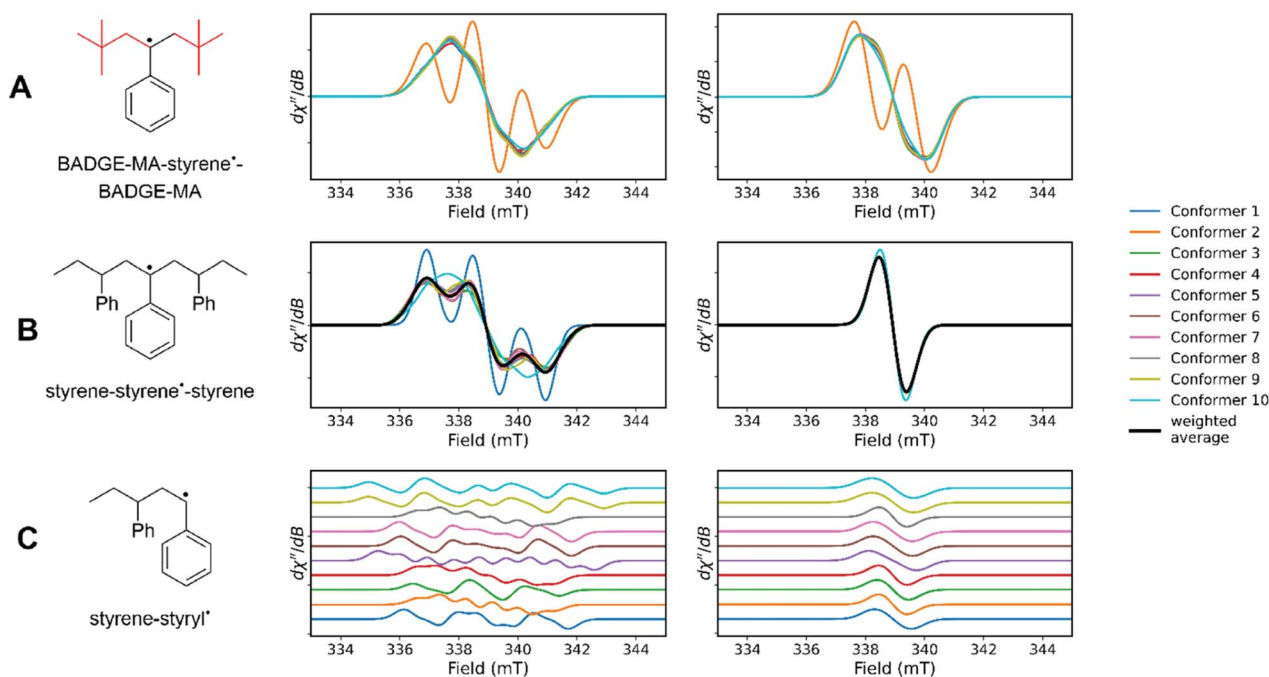 A
BADGE-MA-styrene•-
BADGE-MA
dχ''/dB
334 336 338 340 342 344
Field (mT)
dχ''/dB
334 336 338 340 342 344
Field (mT)
B
Ph Ph
styrene-styrene•-styrene
dχ''/dB
334 336 338 340 342 344
Field (mT)
dχ''/dB
334 336 338 340 342 344
Field (mT)
C
Ph
styrene-styryl•
dχ''/dB
334 336 338 340 342 344
Field (mT)
dχ''/dB
334 336 338 340 342 344
Field (mT)
Conformer 1
Conformer 2
Conformer 3
Conformer 4
Conformer 5
Conformer 6
Conformer 7
Conformer 8
Conformer 9
Conformer 10
weighted
average